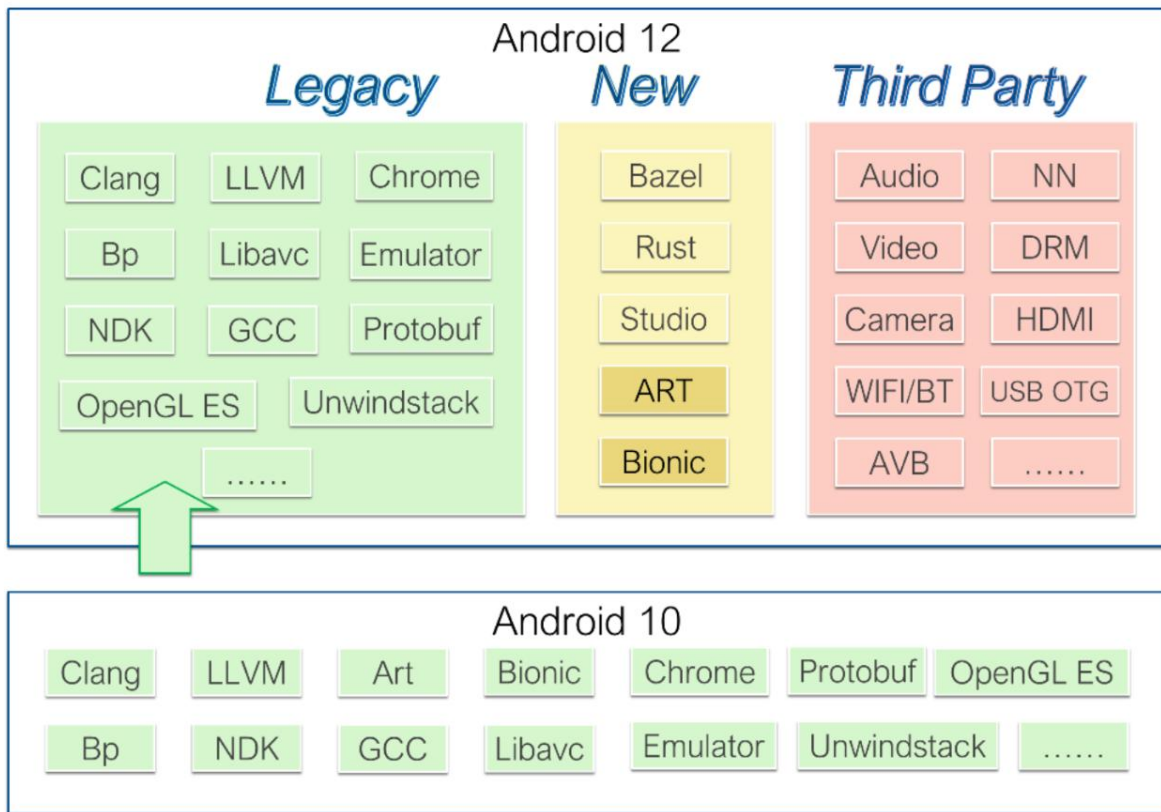 Android 12
Legacy New Third Party
Clang LLVM Chrome Bazel Audio NN
Bp Libavc Emulator Rust Video DRM
NDK GCC Protobuf Studio Camera HDMI
OpenGL ES Unwindstack ART WIFI/BT USB OTG
...... Bionic AVB ......
Android 10
Clang LLVM Art Bionic Chrome Protobuf OpenGL ES
Bp NDK GCC Libavc Emulator Unwindstack ......